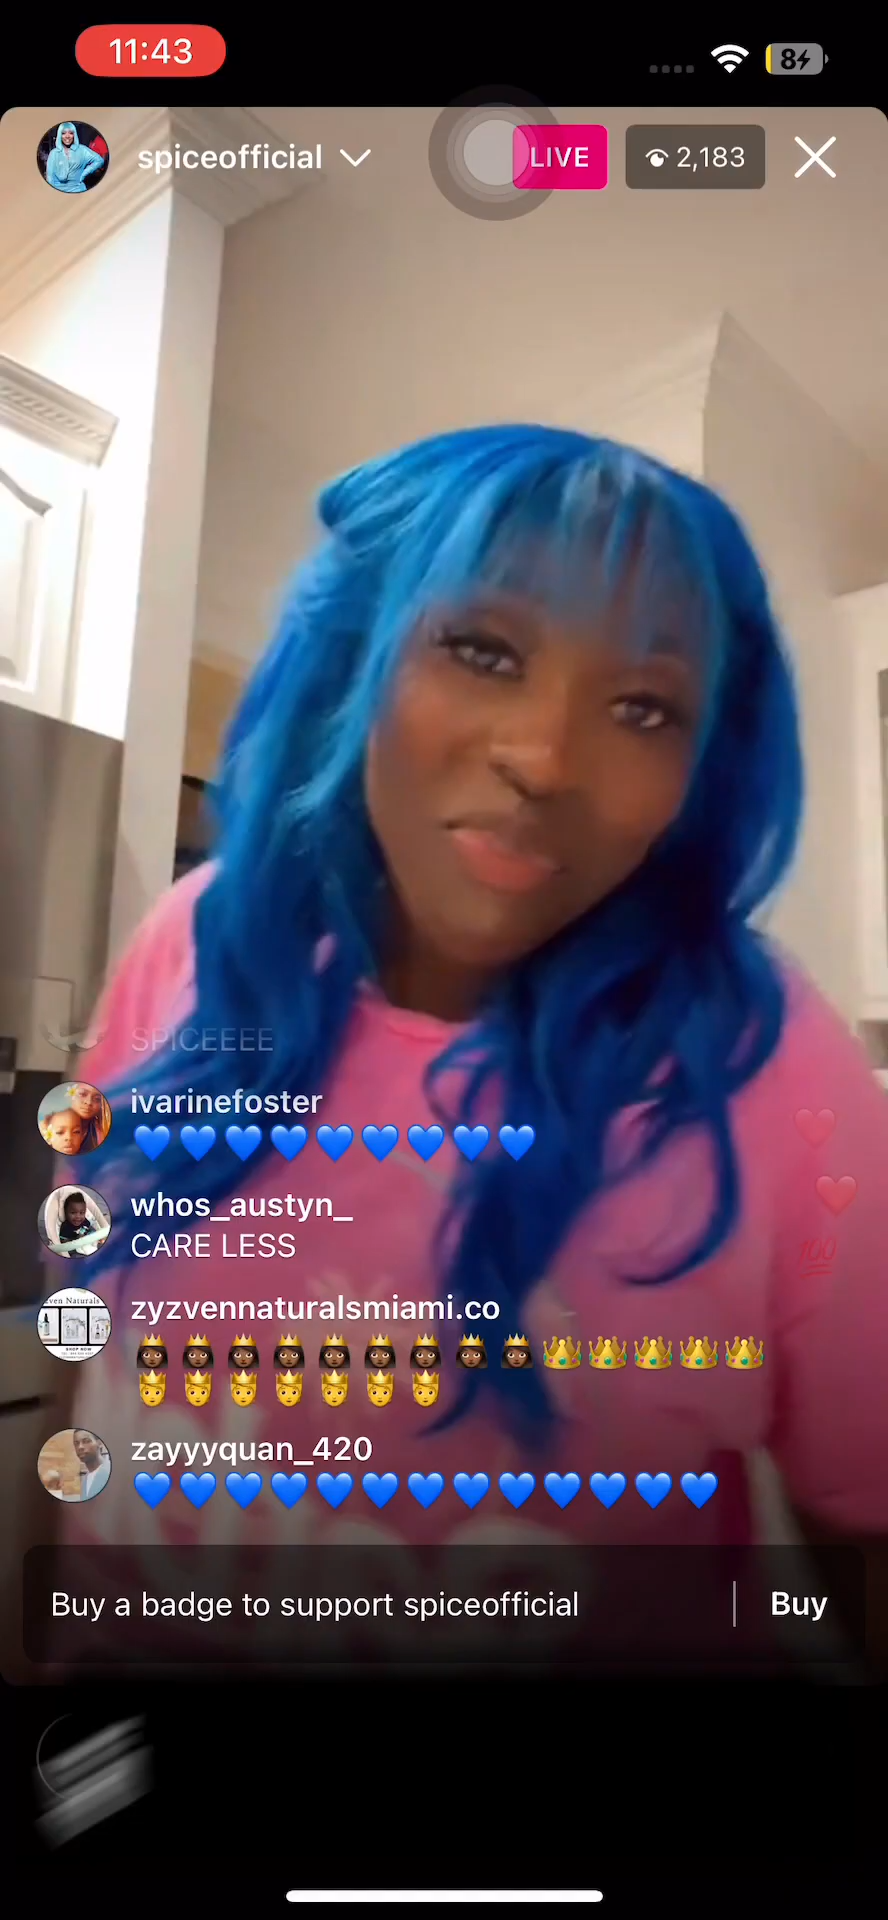 11:43
8
spiceofficial
LIVE
2,183
SPICEEEE
ivarinefoster
💙💙💙💙💙💙💙💙💙
whos_austyn_
CARE LESS
zyzvennaturalsmiami.co
👸🏾👸🏾👸🏾👸🏾👸🏾👸🏾👸🏾👸🏾👸🏾👑👑👑👑👑
🤴🤴🤴🤴🤴🤴🤴
zayyyquan_420
💙💙💙💙💙💙💙💙💙💙💙💙💙
Buy a badge to support spiceofficial
Buy